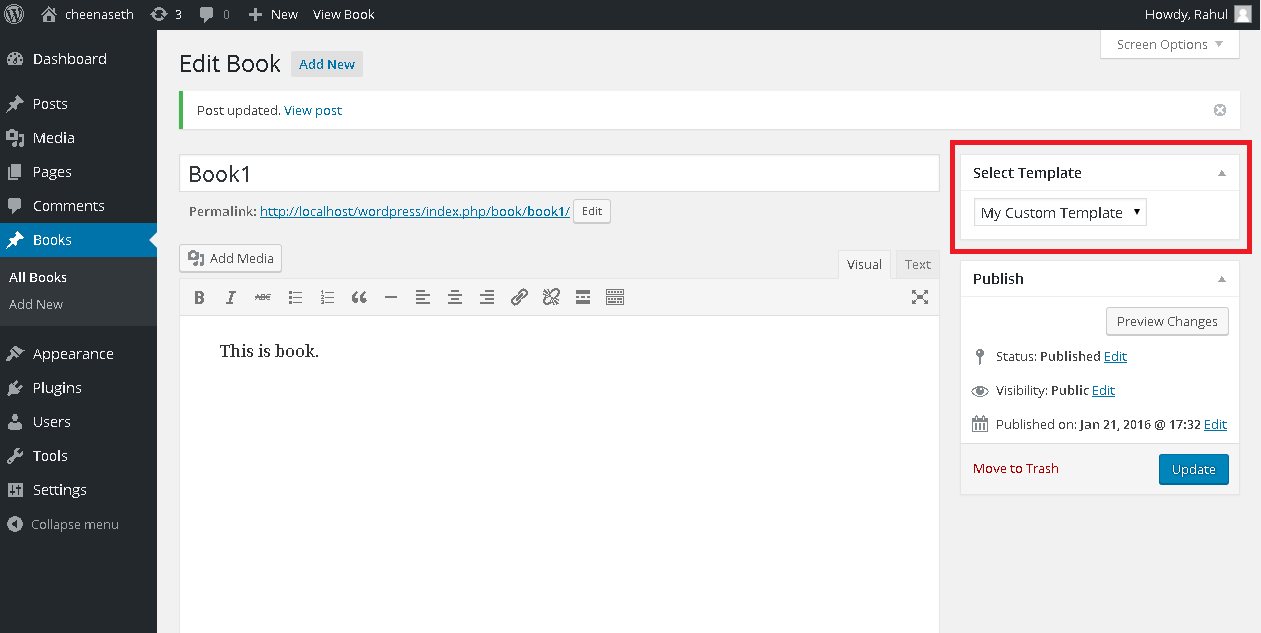 cheenaseth 3 0 New View Book Howdy, Rahul
Screen Options
Dashboard
Posts
Media
Pages
Comments
Books
All Books
Add New
Appearance
Plugins
Users
Tools
Settings
Collapse menu
Edit Book Add New
Post updated. View post
Book1
Permalink: http://localhost/wordpress/index.php/book/book1/ Edit
Add Media
Visual Text
B I ABC
This is book.
Select Template
My Custom Template
Publish
Preview Changes
Status: Published Edit
Visibility: Public Edit
Published on: Jan 21, 2016 @ 17:32 Edit
Move to Trash Update